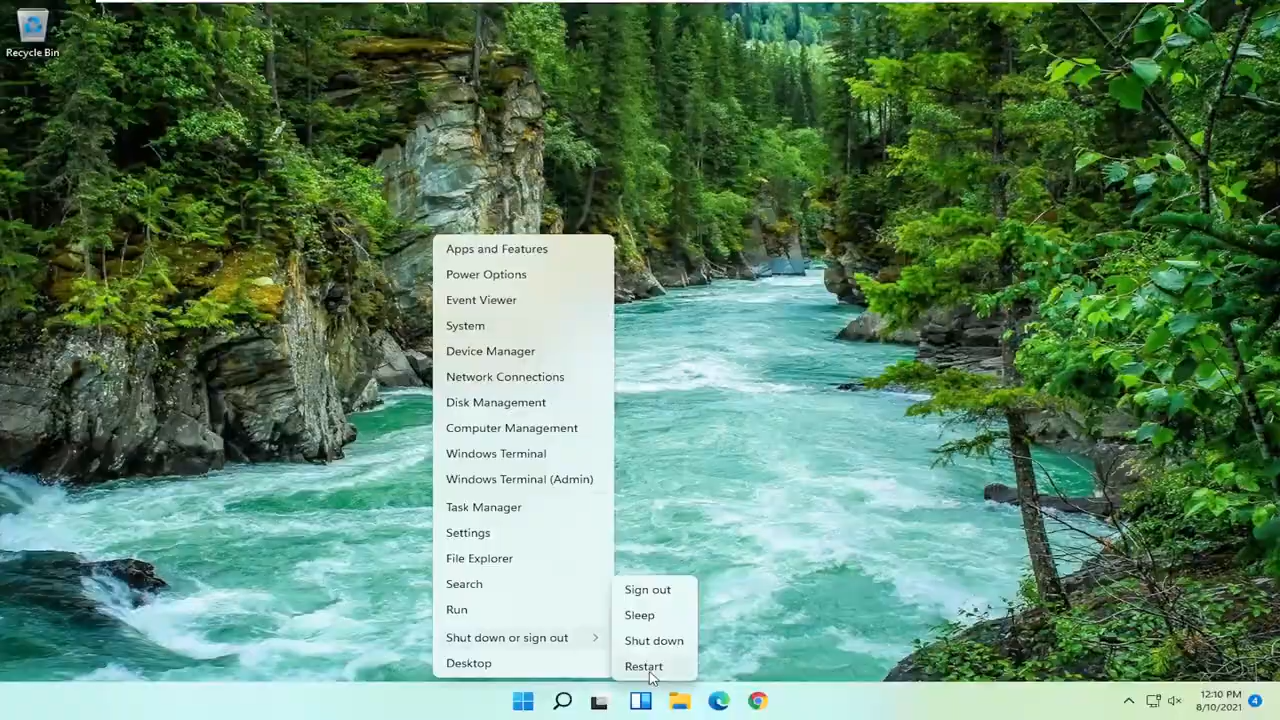 Recycle Bin
Apps and Features
Power Options
Event Viewer
System
Device Manager
Network Connections
Disk Management
Computer Management
Windows Terminal
Windows Terminal (Admin)
Task Manager
Settings
File Explorer
Search
Run
Shut down or sign out
Desktop
Sign out
Sleep
Shut down
Restart
12:10 PM
8/10/2021
4